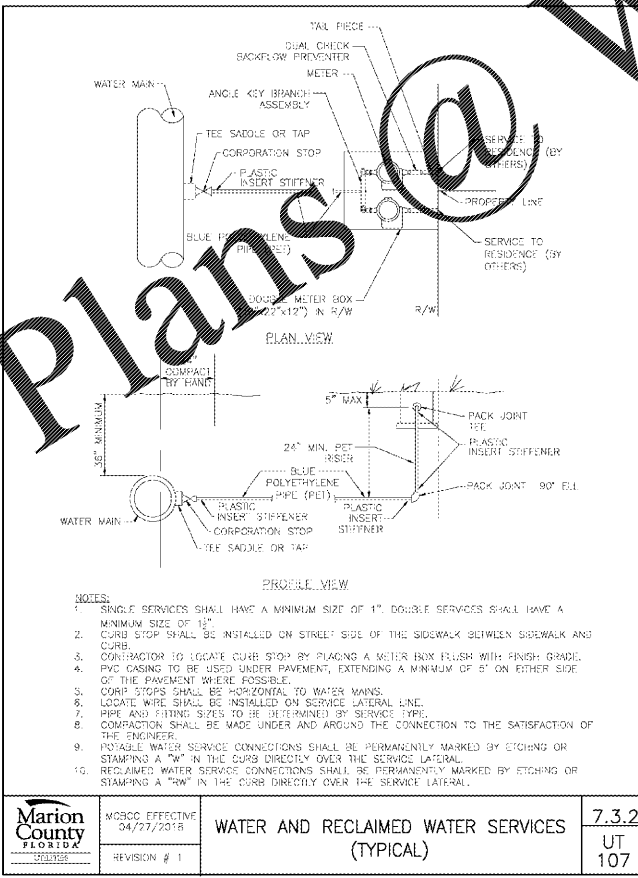 TAIL PIECE
DUAL CHECK
BACKFLOW PREVENTER
METER
WATER MAIN
ANGLE KEY BRANCH
ASSEMBLY
TEE SADDLE OR TAP
CORPORATION STOP
PLASTIC
INSERT STIFFENER
SERVICE TO
RESIDENCE (BY
OTHERS)
PROPERTY LINE
BLUE POLYETHYLENE
PIPE (PET)
SERVICE TO
RESIDENCE (BY
OTHERS)
DOUBLE METER BOX
22"x12") IN R/W
R/W
PLAN VIEW
Plans @
COMPACT
BY HAND
5" MAX
36" MINIMUM
PACK JOINT
TEE
PLASTIC
INSERT STIFFENER
24" MIN. PET
RISER
BLUE
POLYETHYLENE
PIPE (PET)
PACK JOINT 90° ELL
WATER MAIN
PLASTIC
INSERT STIFFENER
PLASTIC
INSERT
STIFFENER
CORPORATION STOP
TEE SADDLE OR TAP
PROFILE VIEW
NOTES:
1. SINGLE SERVICES SHALL HAVE A MINIMUM SIZE OF 1". DOUBLE SERVICES SHALL HAVE A
MINIMUM SIZE OF 1½".
2. CURB STOP SHALL BE INSTALLED ON STREET SIDE OF THE SIDEWALK BETWEEN SIDEWALK AND
CURB.
3. CONTRACTOR TO LOCATE CURB STOP BY PLACING A METER BOX FLUSH WITH FINISH GRADE.
4. PVC CASING TO BE USED UNDER PAVEMENT, EXTENDING A MINIMUM OF 5' ON EITHER SIDE
OF THE PAVEMENT WHERE POSSIBLE.
5. CORP STOPS SHALL BE HORIZONTAL TO WATER MAINS.
6. LOCATE WIRE SHALL BE INSTALLED ON SERVICE LATERAL LINE.
7. PIPE AND FITTING SIZES TO BE DETERMINED BY SERVICE TYPE.
8. COMPACTION SHALL BE MADE UNDER AND AROUND THE CONNECTION TO THE SATISFACTION OF
THE ENGINEER.
9. POTABLE WATER SERVICE CONNECTIONS SHALL BE PERMANENTLY MARKED BY ETCHING OR
STAMPING A "W" IN THE CURB DIRECTLY OVER THE SERVICE LATERAL.
10. RECLAIMED WATER SERVICE CONNECTIONS SHALL BE PERMANENTLY MARKED BY ETCHING OR
STAMPING A "RW" IN THE CURB DIRECTLY OVER THE SERVICE LATERAL.
Marion
County
FLORIDA
Utilities
MCBCC EFFECTIVE
04/27/2016
REVISION # 1
WATER AND RECLAIMED WATER SERVICES
(TYPICAL)
7.3.2
UT
107